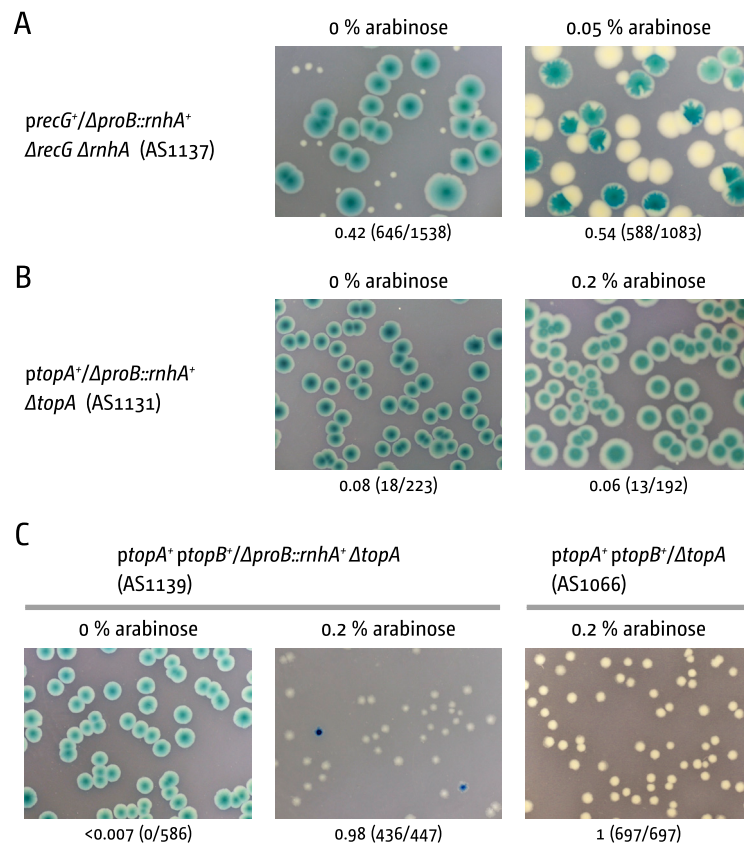 A
0 % arabinose
0.05 % arabinose
precG⁺/ΔproB::rnhA⁺
ΔrecG ΔrnhA (AS1137)
0.42 (646/1538)
0.54 (588/1083)
B
0 % arabinose
0.2 % arabinose
ptopA⁺/ΔproB::rnhA⁺
ΔtopA (AS1131)
0.08 (18/223)
0.06 (13/192)
C
ptopA⁺ ptopB⁺/ΔproB::rnhA⁺ ΔtopA
(AS1139)
ptopA⁺ ptopB⁺/ΔtopA
(AS1066)
0 % arabinose
0.2 % arabinose
0.2 % arabinose
<0.007 (0/586)
0.98 (436/447)
1 (697/697)